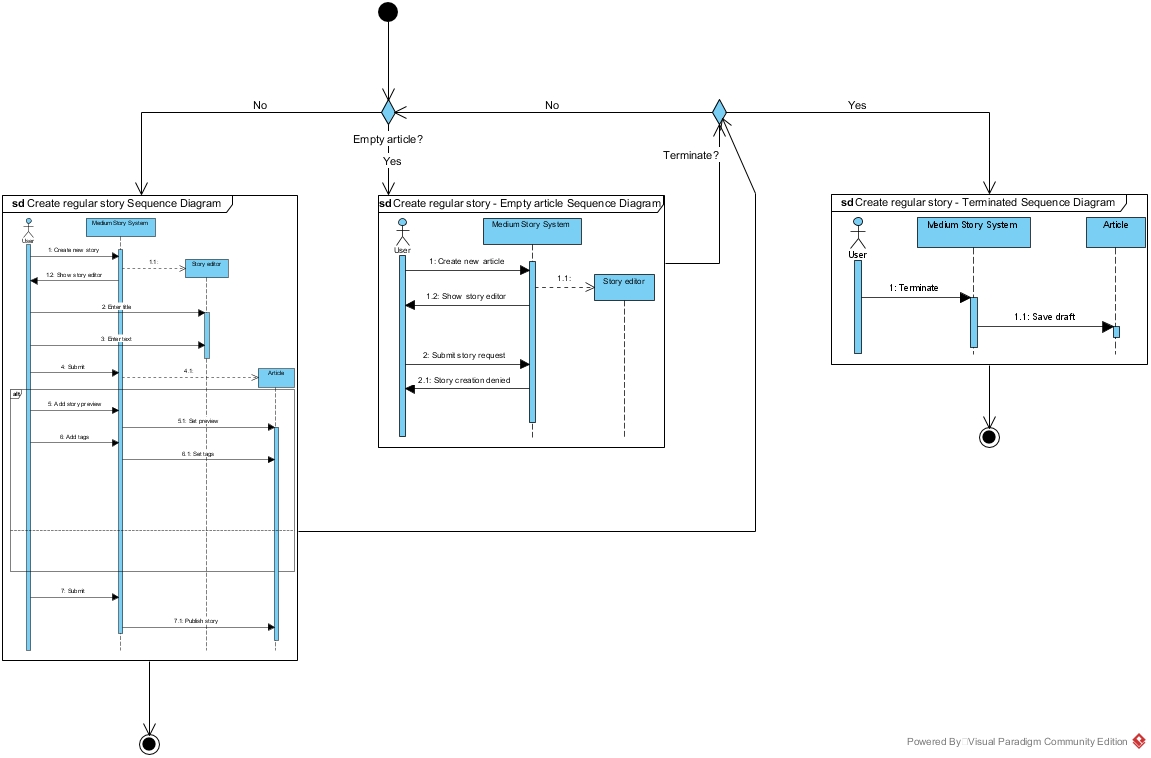 No
No
Yes
Empty article?
Yes
Terminate?
sd Create regular story Sequence Diagram
User
Medium Story System
1: Create new story
1.1:
Story editor
1.2: Show story editor
2: Enter title
3: Enter text
4: Submit
4.1:
Article
alt
5: Add story preview
5.1: Set preview
6: Add tags
6.1: Set tags
7: Submit
7.1: Publish story
sd Create regular story - Empty article Sequence Diagram
User
Medium Story System
1: Create new article
1.1:
Story editor
1.2: Show story editor
2: Submit story request
2.1: Story creation denied
sd Create regular story - Terminated Sequence Diagram
User
Medium Story System
Article
1: Terminate
1.1: Save draft
Powered By Visual Paradigm Community Edition